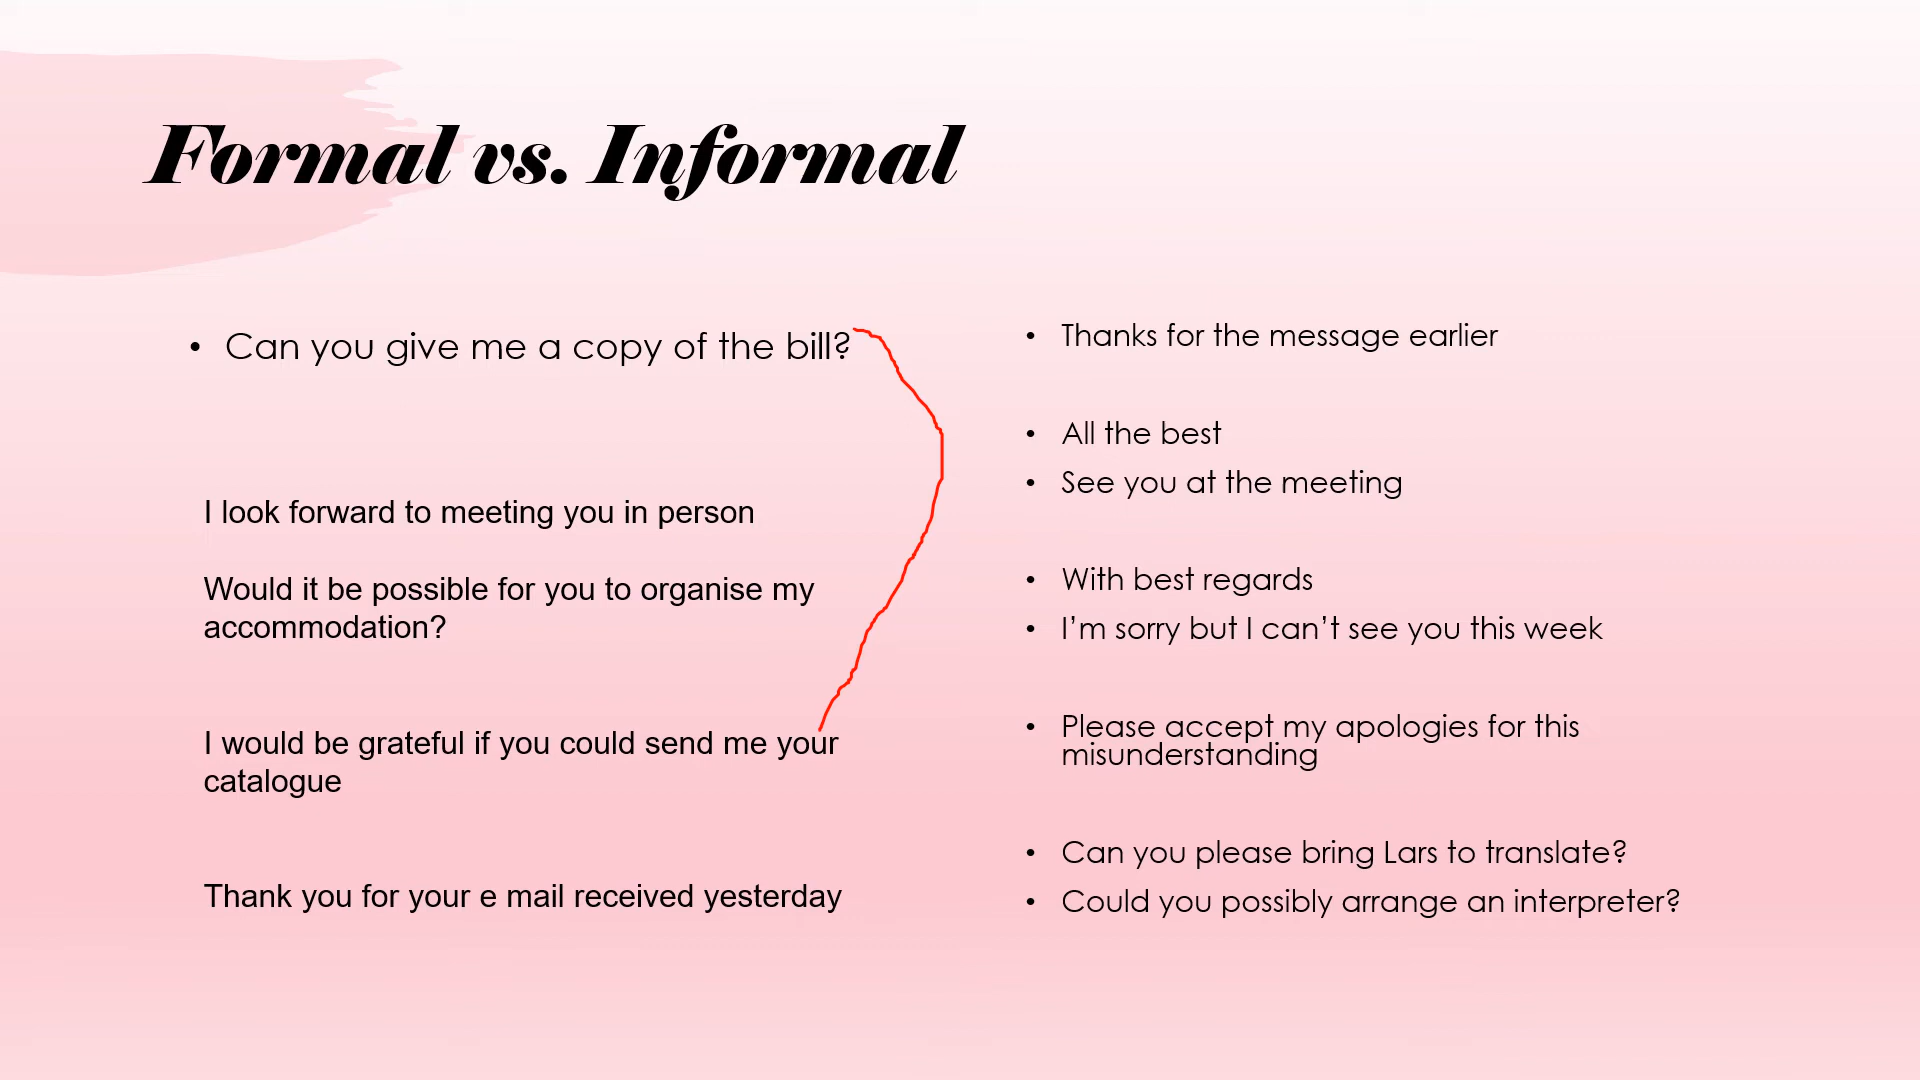 Formal vs. Informal
Can you give me a copy of the bill?
I look forward to meeting you in person
Would it be possible for you to organise my
accommodation?
I would be grateful if you could send me your
catalogue
Thank you for your e mail received yesterday
Thanks for the message earlier
All the best
See you at the meeting
With best regards
I’m sorry but I can’t see you this week
Please accept my apologies for this
misunderstanding
Can you please bring Lars to translate?
Could you possibly arrange an interpreter?